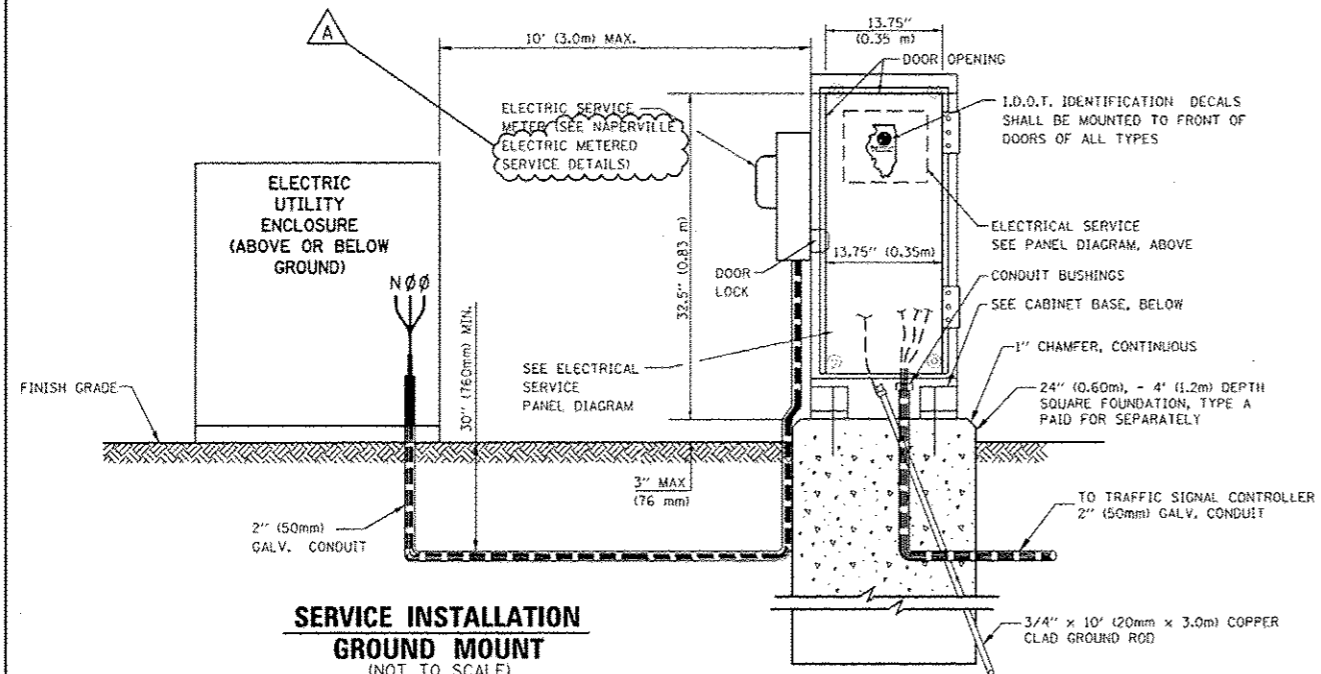 A
10' (3.0m) MAX.
13.75"
(0.35 m)
DOOR OPENING
ELECTRIC SERVICE
METER (SEE NAPERVILLE
ELECTRIC METERED
SERVICE DETAILS)
I.D.O.T. IDENTIFICATION DECALS
SHALL BE MOUNTED TO FRONT OF
DOORS OF ALL TYPES
ELECTRIC
UTILITY
ENCLOSURE
(ABOVE OR BELOW
GROUND)
N Ø Ø
32.5" (0.83 m)
DOOR
LOCK
13.75" (0.35m)
ELECTRICAL SERVICE
SEE PANEL DIAGRAM, ABOVE
CONDUIT BUSHINGS
SEE CABINET BASE, BELOW
1" CHAMFER, CONTINUOUS
24" (0.60m), - 4' (1.2m) DEPTH
SQUARE FOUNDATION, TYPE A
PAID FOR SEPARATELY
SEE ELECTRICAL
SERVICE
PANEL DIAGRAM
30" (760mm) MIN.
FINISH GRADE
3" MAX
(76 mm)
2" (50mm)
GALV. CONDUIT
TO TRAFFIC SIGNAL CONTROLLER
2" (50mm) GALV. CONDUIT
3/4" x 10' (20mm x 3.0m) COPPER
CLAD GROUND ROD
SERVICE INSTALLATION
GROUND MOUNT
(NOT TO SCALE)